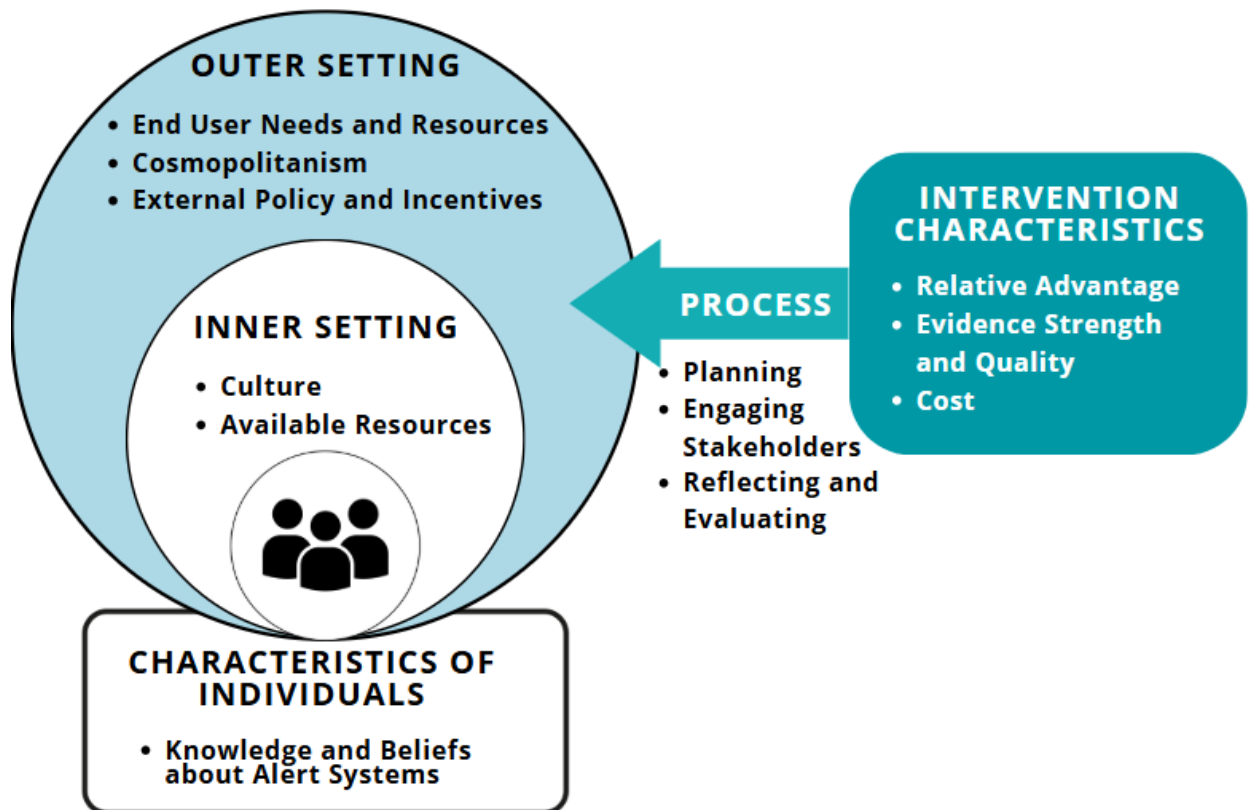 OUTER SETTING
• End User Needs and Resources
• Cosmopolitanism
• External Policy and Incentives
INNER SETTING
• Culture
• Available Resources
CHARACTERISTICS OF
INDIVIDUALS
• Knowledge and Beliefs
about Alert Systems
PROCESS
• Planning
• Engaging
Stakeholders
• Reflecting and
Evaluating
INTERVENTION
CHARACTERISTICS
• Relative Advantage
• Evidence Strength
and Quality
• Cost